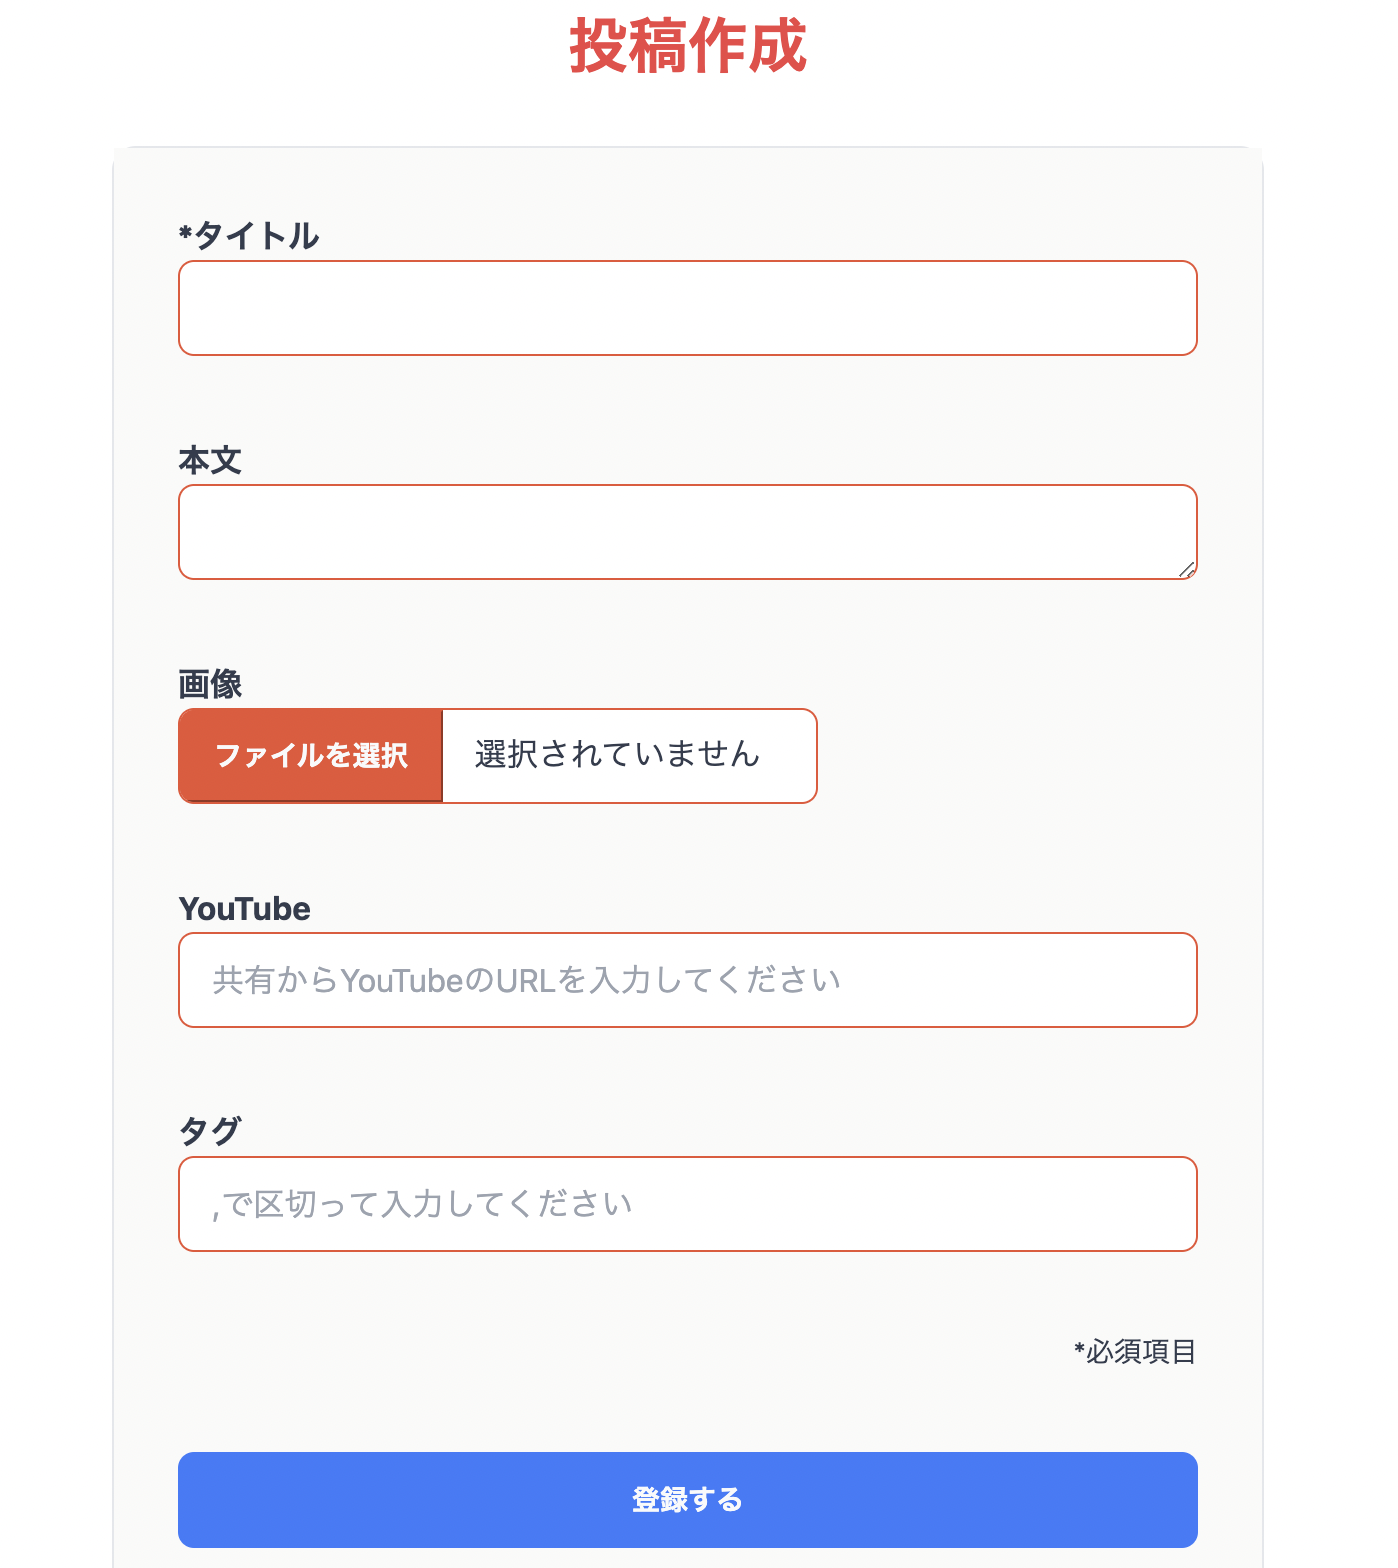 投稿作成
*タイトル
本文
画像
ファイルを選択 選択されていません
YouTube
共有からYouTubeのURLを入力してください
タグ
,で区切って入力してください
*必須項目
登録する